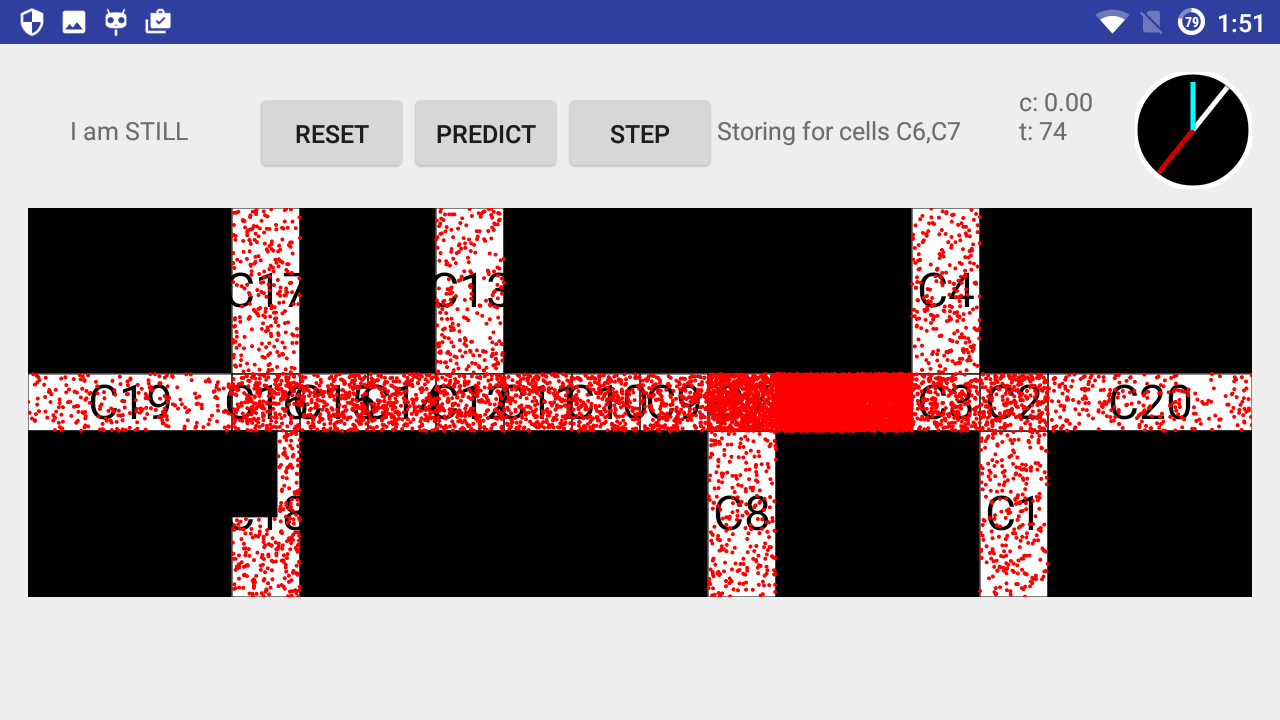 79 1:51
I am STILL
RESET
PREDICT
STEP
Storing for cells C6,C7
c: 0.00
t: 74
C17
C13
C4
C19
C16
C15
C14
C12
C11
C10
C9
C3
C2
C20
C18
C8
C1